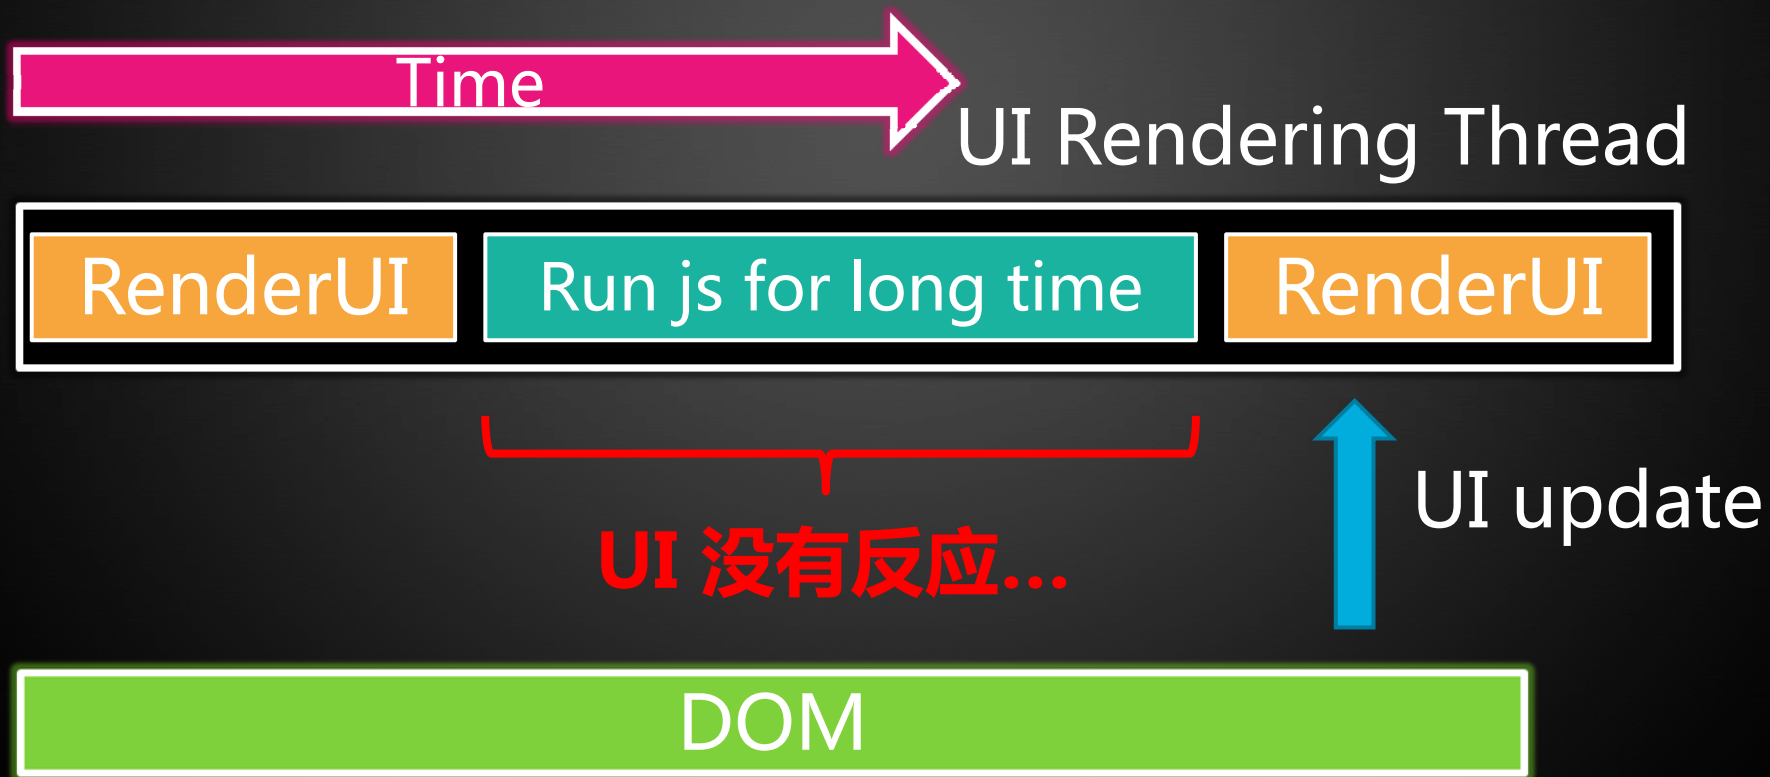 Time
UI Rendering Thread
RenderUI
Run js for long time
RenderUI
UI update
UI 没有反应...
DOM